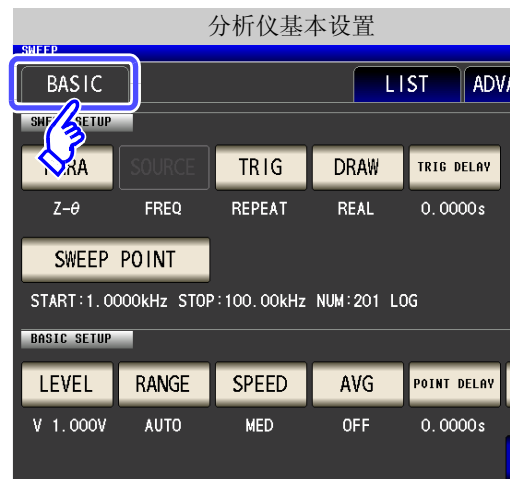 分析仪基本设置
SWEEP
BASIC LIST
SETUP
SOURCE TRIG DRAW TRIG DELAY
Z-θ FREQ REPEAT REAL 0.0000s
SWEEP POINT
START:1.0000kHz STOP:100.00kHz NUM:201 LOG
BASIC SETUP
LEVEL RANGE SPEED AVG POINT DELAY
V 1.000V AUTO MED OFF 0.0000s